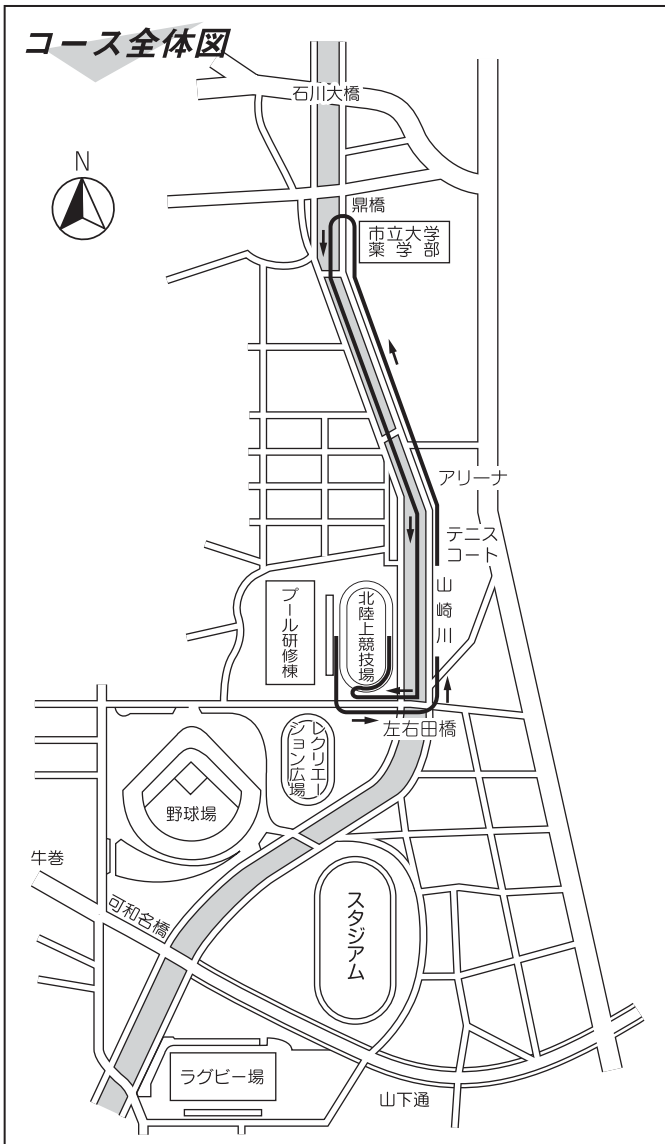 コース全体図
石川大橋
N
鼎橋
市立大学
薬学部
アリーナ
テニス
コート
山崎川
北陸上競技場
プール研修棟
左右田橋
レクリエー
ション広場
野球場
牛巻
可和名橋
スタジアム
ラグビー場
山下通